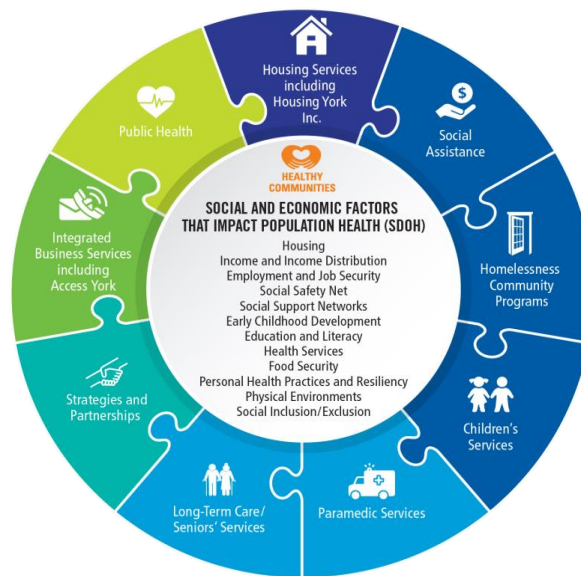 Housing Services
including
Housing York
Inc.
$
Social
Assistance
Homelessness
Community
Programs
Children's
Services
Paramedic Services
Long-Term Care/
Seniors' Services
Strategies and
Partnerships
Integrated
Business Services
including
Access York
Public Health
HEALTHY
COMMUNITIES
SOCIAL AND ECONOMIC FACTORS
THAT IMPACT POPULATION HEALTH (SDOH)
Housing
Income and Income Distribution
Employment and Job Security
Social Safety Net
Social Support Networks
Early Childhood Development
Education and Literacy
Health Services
Food Security
Personal Health Practices and Resiliency
Physical Environments
Social Inclusion/Exclusion